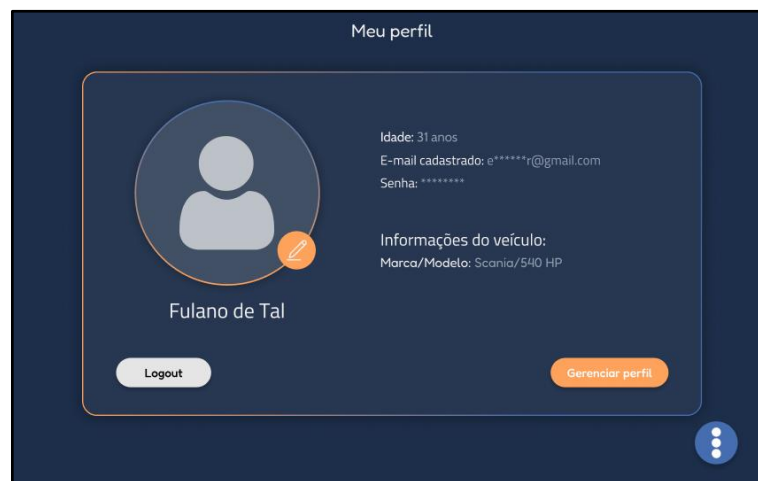 Meu perfil
Idade: 31 anos
E-mail cadastrado: e******r@gmail.com
Senha: ********
Informações do veículo:
Marca/Modelo: Scania/540 HP
Fulano de Tal
Logout
Gerenciar perfil